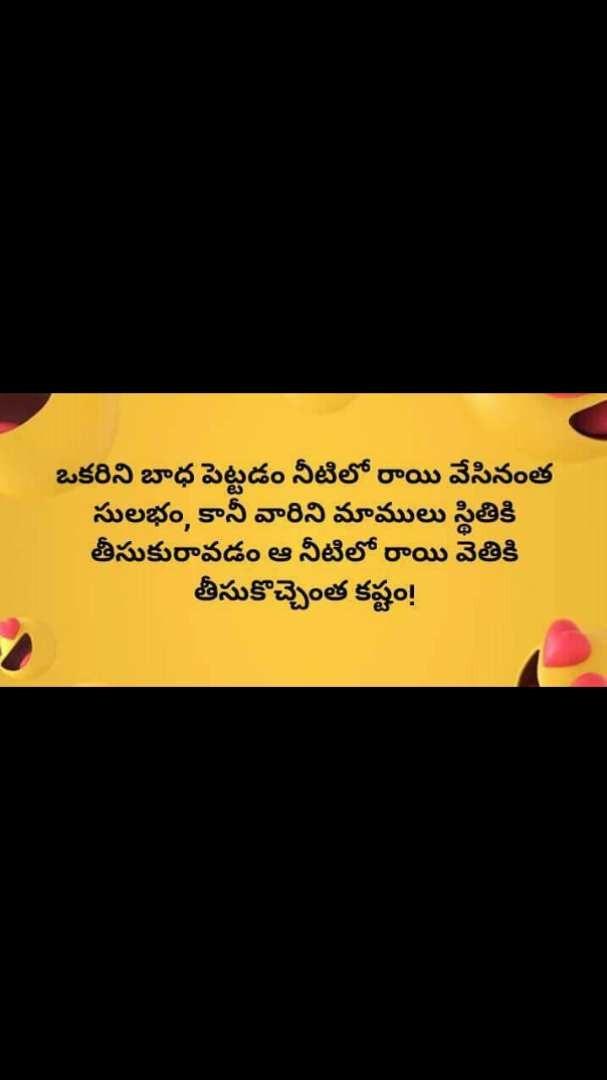 ఒకరిని బాధ పెట్టడం నీటిలో రాయి వేసినంత
సులభం, కానీ వారిని మాములు స్థితికి
తీసుకురావడం ఆ నీటిలో రాయి వెతికి
తీసుకొచ్చెంత కష్టం!